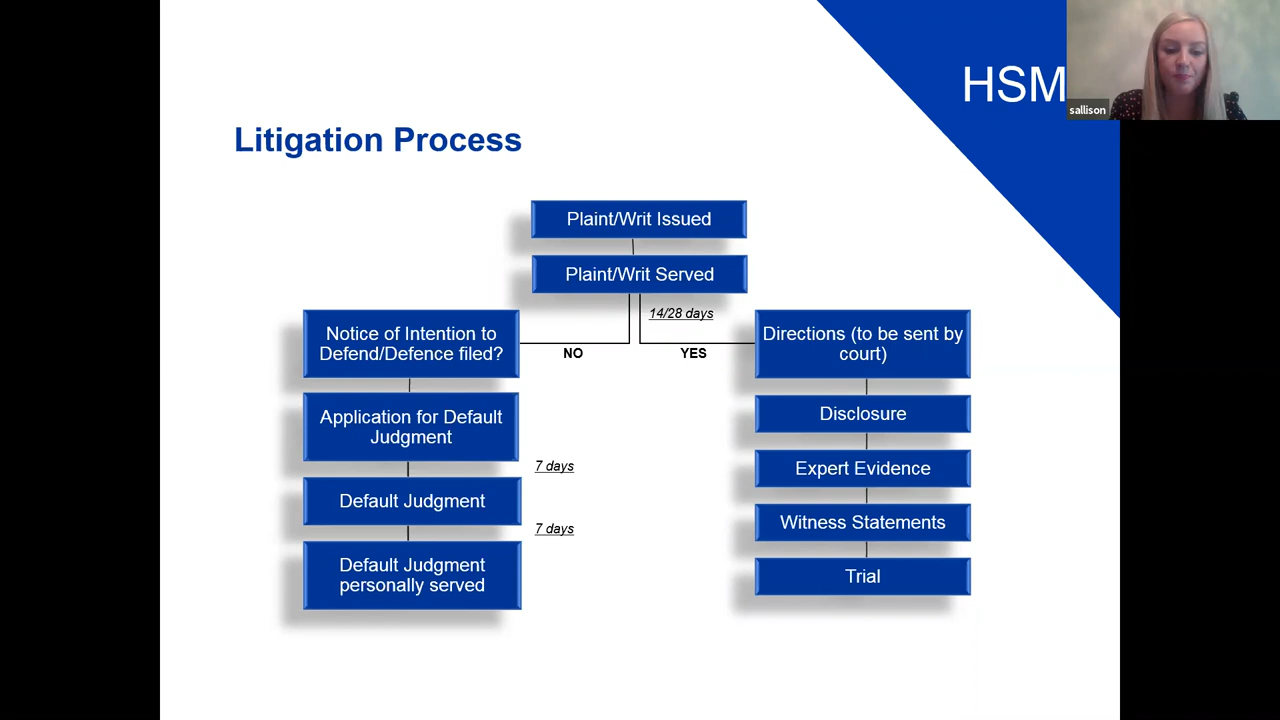 HSM
sallison
Litigation Process
Plaint/Writ Issued
Plaint/Writ Served
14/28 days
NO
YES
Notice of Intention to
Defend/Defence filed?
Application for Default
Judgment
7 days
Default Judgment
7 days
Default Judgment
personally served
Directions (to be sent by
court)
Disclosure
Expert Evidence
Witness Statements
Trial